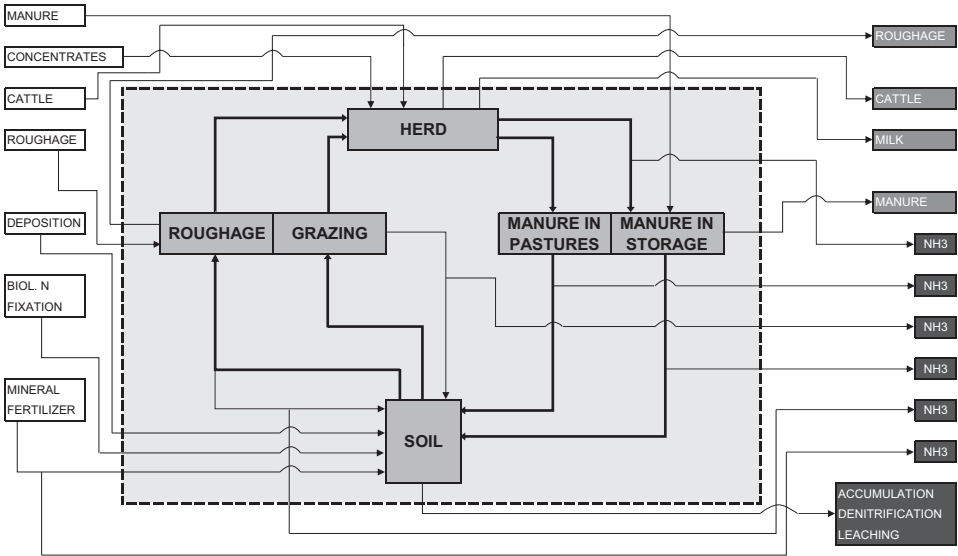 MANURE
CONCENTRATES
CATTLE
ROUGHAGE
DEPOSITION
BIOL. N
FIXATION
MINERAL
FERTILIZER
HERD
ROUGHAGE
GRAZING
MANURE IN
PASTURES
MANURE IN
STORAGE
SOIL
ROUGHAGE
CATTLE
MILK
MANURE
NH3
NH3
NH3
NH3
NH3
NH3
ACCUMULATION
DENITRIFICATION
LEACHING